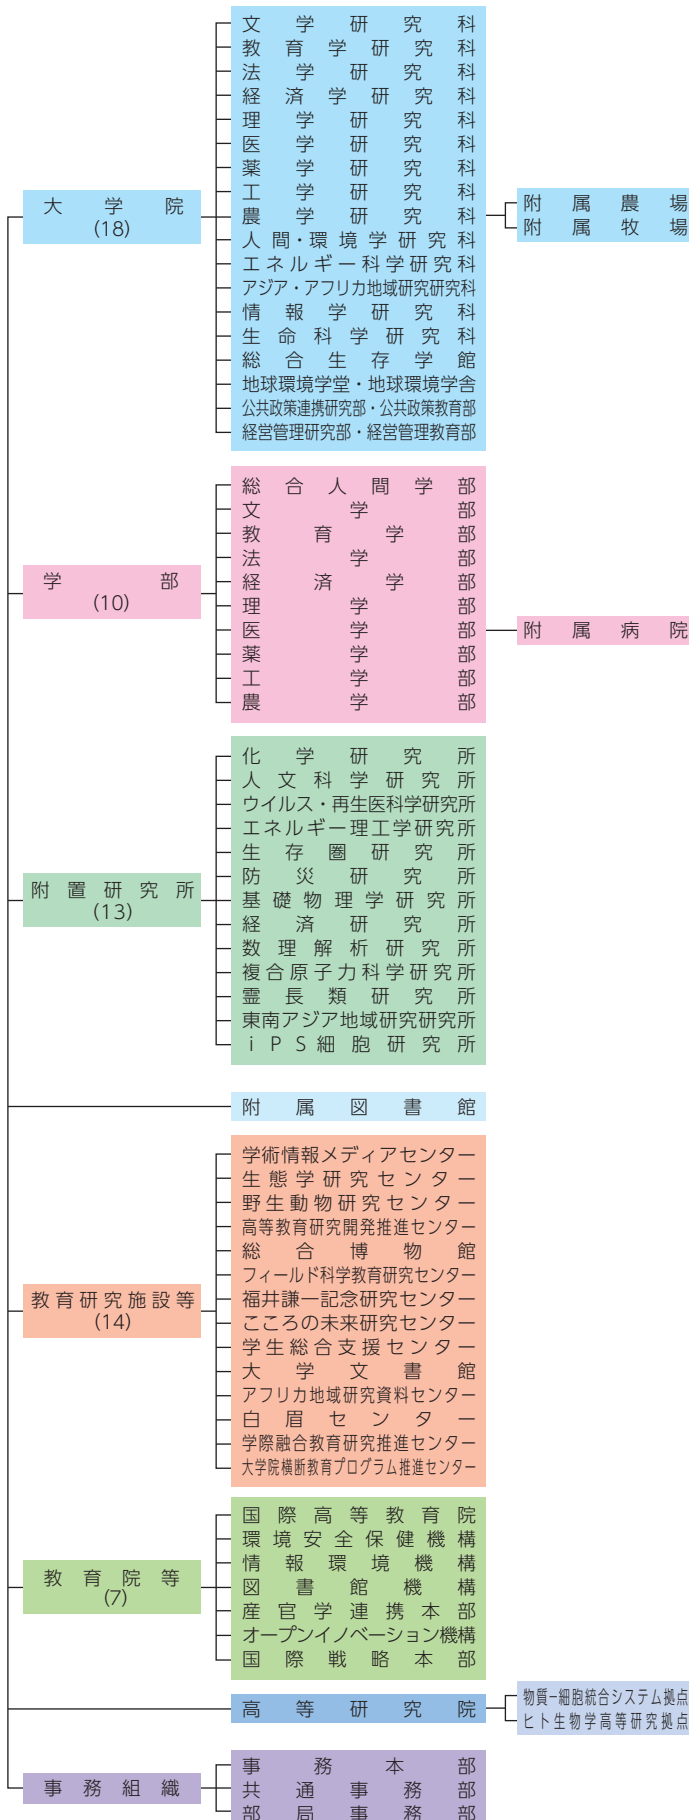 大学院
(18)
文学研究科
教育学研究科
法学研究科
経済学研究科
理学研究科
医学研究科
薬学研究科
工学研究科
農学研究科
人間・環境学研究科
エネルギー科学研究科
アジア・アフリカ地域研究研究科
情報学研究科
生命科学研究科
総合生存学館
地球環境学堂・地球環境学舎
公共政策連携研究部・公共政策教育部
経営管理研究部・経営管理教育部
附属農場
附属牧場
学部
(10)
総合人間学部
文学部
教育学部
法学部
経済学部
理学部
医学部
薬学部
工学部
農学部
附属病院
附置研究所
(13)
化学研究所
人文科学研究所
ウイルス・再生医科学研究所
エネルギー理工学研究所
生存圏研究所
防災研究所
基礎物理学研究所
経済研究所
数理解析研究所
複合原子力科学研究所
霊長類研究所
東南アジア地域研究研究所
iPS細胞研究所
附属図書館
教育研究施設等
(14)
学術情報メディアセンター
生態学研究センター
野生動物研究センター
高等教育研究開発推進センター
総合博物館
フィールド科学教育研究センター
福井謙一記念研究センター
こころの未来研究センター
学生総合支援センター
大学文書館
アフリカ地域研究資料センター
白眉センター
学際融合教育研究推進センター
大学院横断教育プログラム推進センター
教育院等
(7)
国際高等教育院
環境安全保健機構
情報環境機構
図書館機構
産官学連携本部
オープンイノベーション機構
国際戦略本部
高等研究院
物質−細胞統合システム拠点
ヒト生物学高等研究拠点
事務組織
事務本部
共通事務部
部局事務部